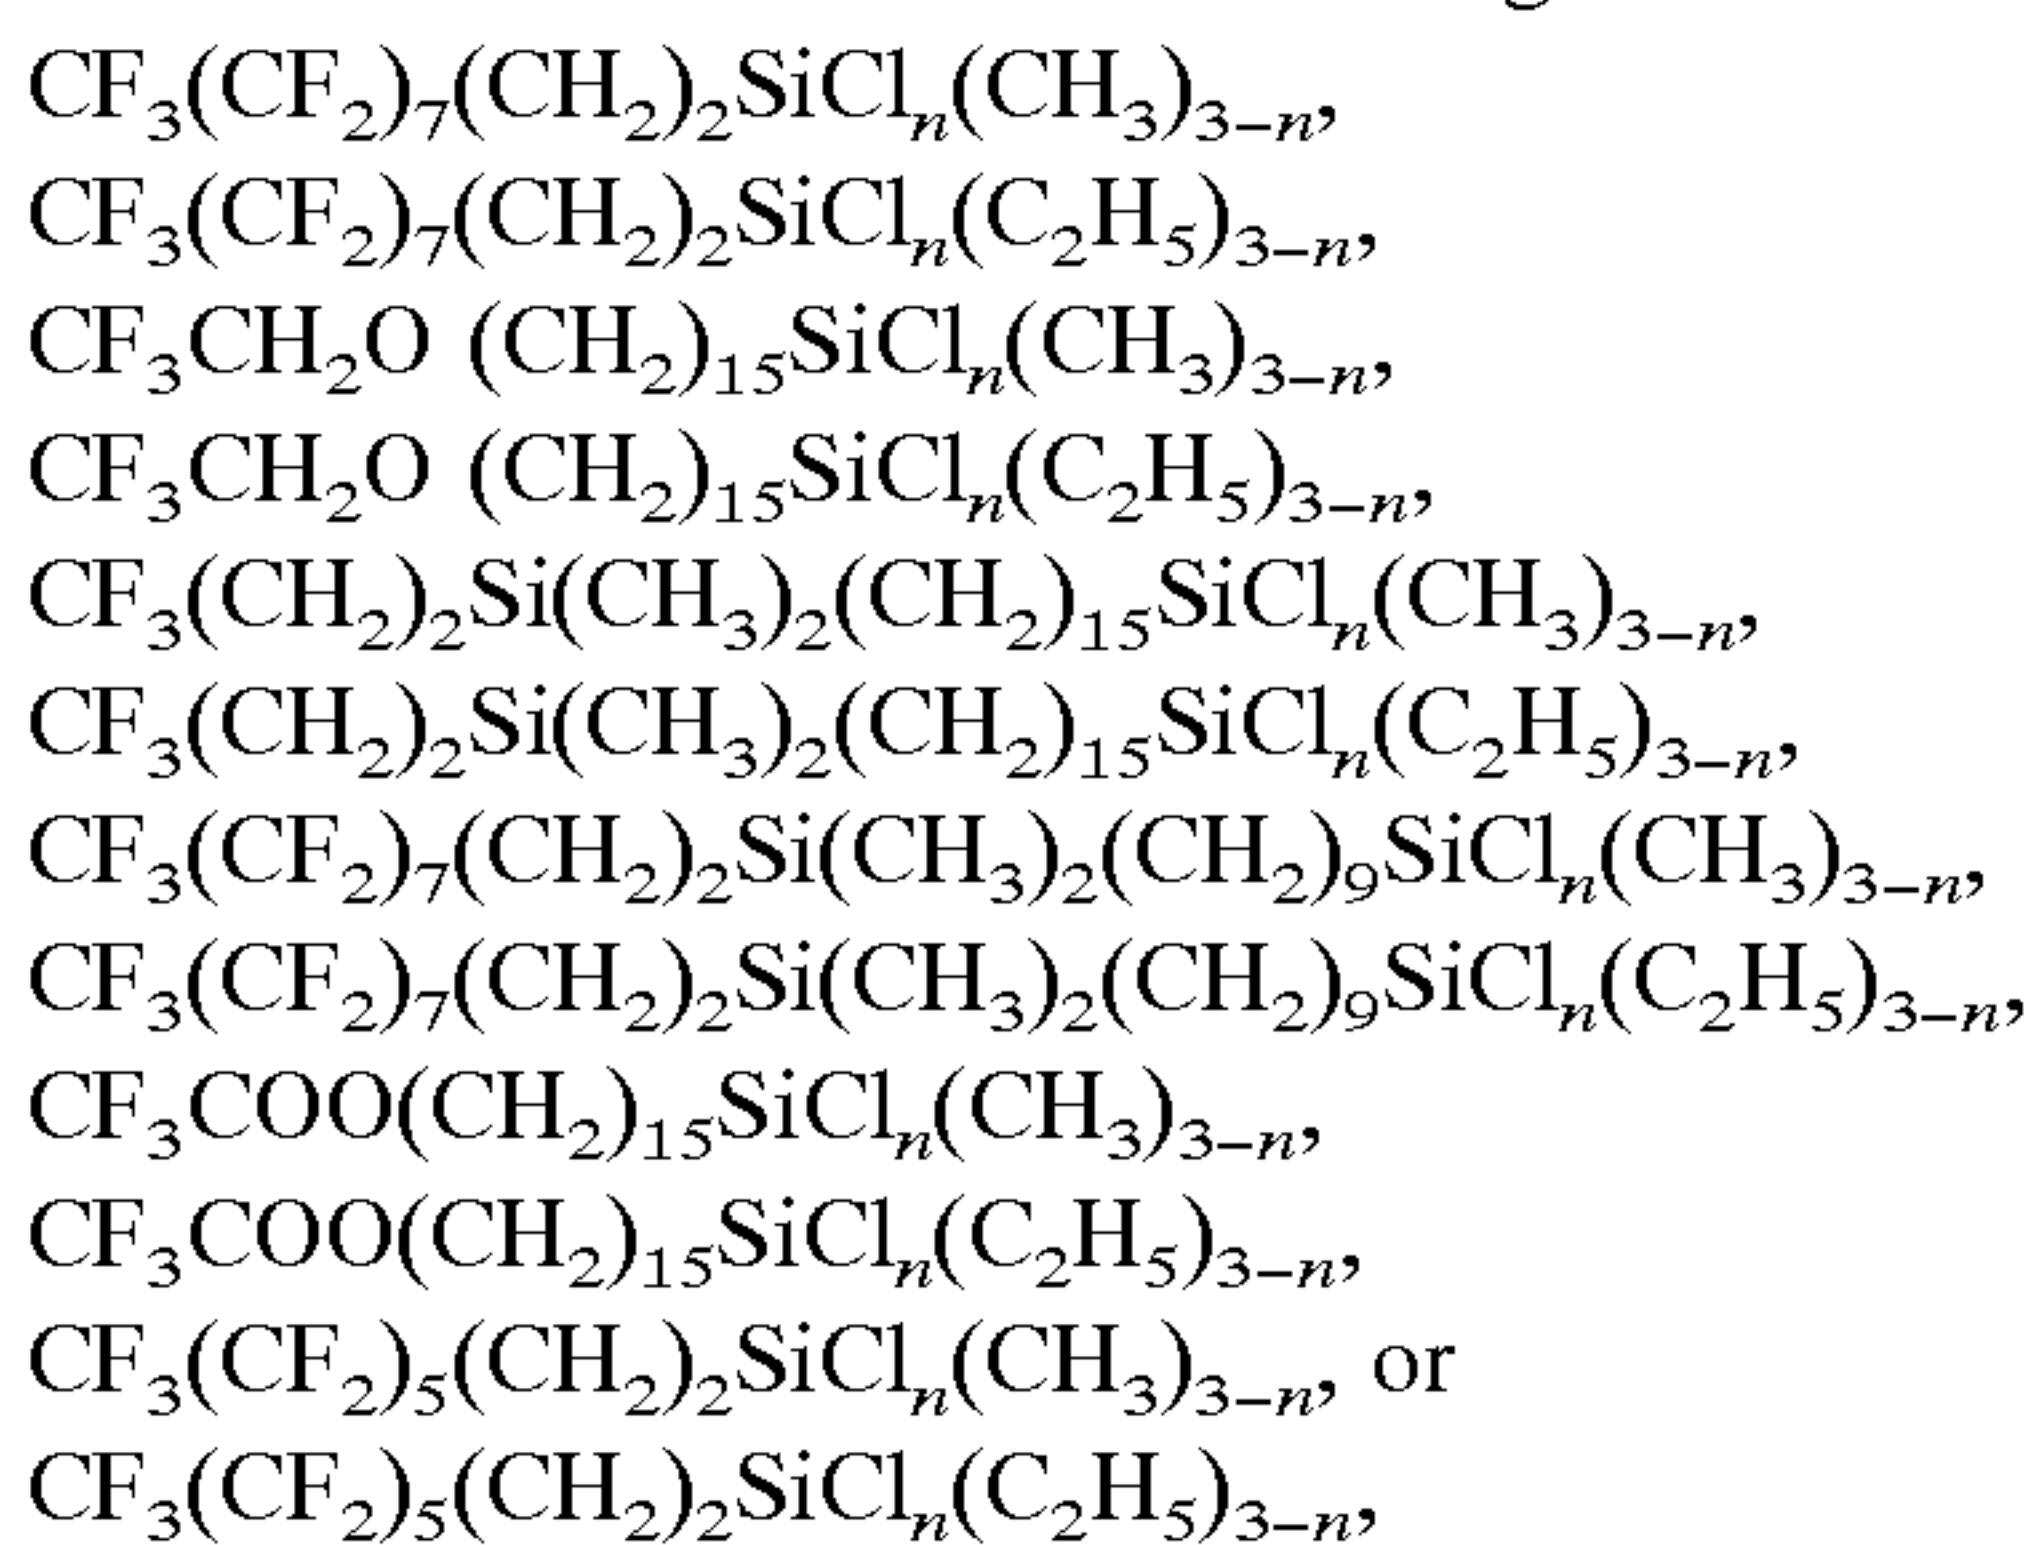 CF₃(CF₂)₇(CH₂)₂SiClₙ(CH₃)₃₋ₙ,
CF₃(CF₂)₇(CH₂)₂SiClₙ(C₂H₅)₃₋ₙ,
CF₃CH₂O (CH₂)₁₅SiClₙ(CH₃)₃₋ₙ,
CF₃CH₂O (CH₂)₁₅SiClₙ(C₂H₅)₃₋ₙ,
CF₃(CH₂)₂Si(CH₃)₂(CH₂)₁₅SiClₙ(CH₃)₃₋ₙ,
CF₃(CH₂)₂Si(CH₃)₂(CH₂)₁₅SiClₙ(C₂H₅)₃₋ₙ,
CF₃(CF₂)₇(CH₂)₂Si(CH₃)₂(CH₂)₉SiClₙ(CH₃)₃₋ₙ,
CF₃(CF₂)₇(CH₂)₂Si(CH₃)₂(CH₂)₉SiClₙ(C₂H₅)₃₋ₙ,
CF₃COO(CH₂)₁₅SiClₙ(CH₃)₃₋ₙ,
CF₃COO(CH₂)₁₅SiClₙ(C₂H₅)₃₋ₙ,
CF₃(CF₂)₅(CH₂)₂SiClₙ(CH₃)₃₋ₙ, or
CF₃(CF₂)₅(CH₂)₂SiClₙ(C₂H₅)₃₋ₙ,